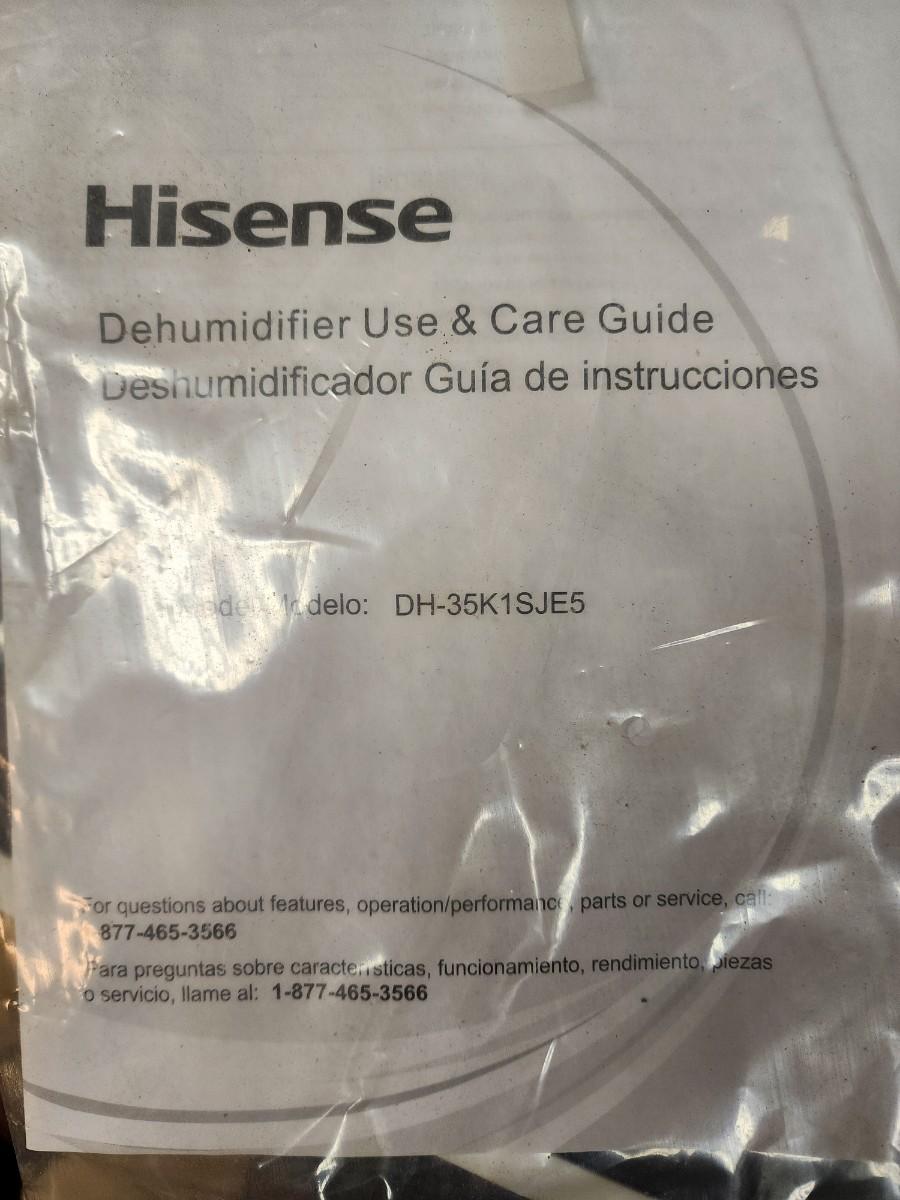 Hisense
Dehumidifier Use & Care Guide
Deshumidificador Guía de instrucciones
Modelo: DH-35K1SJE5
For questions about features, operation/performance, parts or service, call:
877-465-3566
Para preguntas sobre características, funcionamiento, rendimiento, piezas
o servicio, llame al: 1-877-465-3566